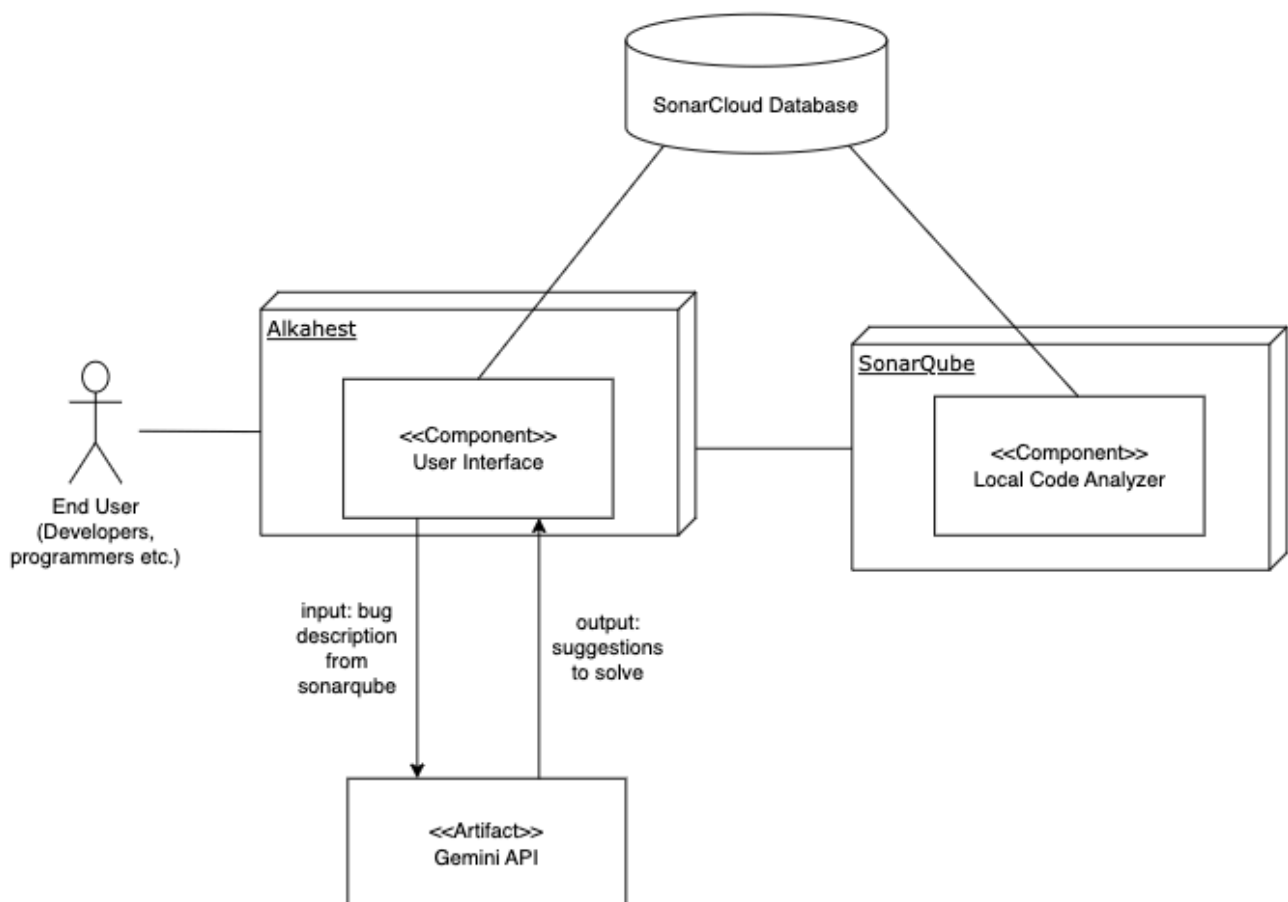 SonarCloud Database
Alkahest
<<Component>>
User Interface
SonarQube
<<Component>>
Local Code Analyzer
End User
(Developers,
programmers etc.)
input: bug
description
from
sonarqube
output:
suggestions
to solve
<<Artifact>>
Gemini API